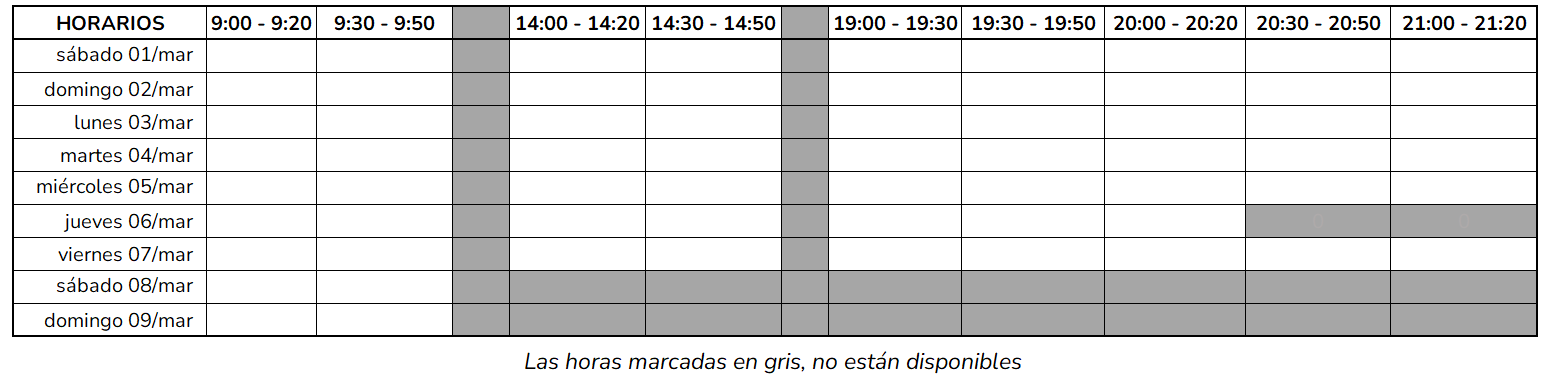 HORARIOS 9:00 - 9:20 9:30 - 9:50 14:00 - 14:20 14:30 - 14:50 19:00 - 19:30 19:30 - 19:50 20:00 - 20:20 20:30 - 20:50 21:00 - 21:20
sábado 01/mar
domingo 02/mar
lunes 03/mar
martes 04/mar
miércoles 05/mar
jueves 06/mar 0 0
viernes 07/mar
sábado 08/mar
domingo 09/mar
Las horas marcadas en gris, no están disponibles